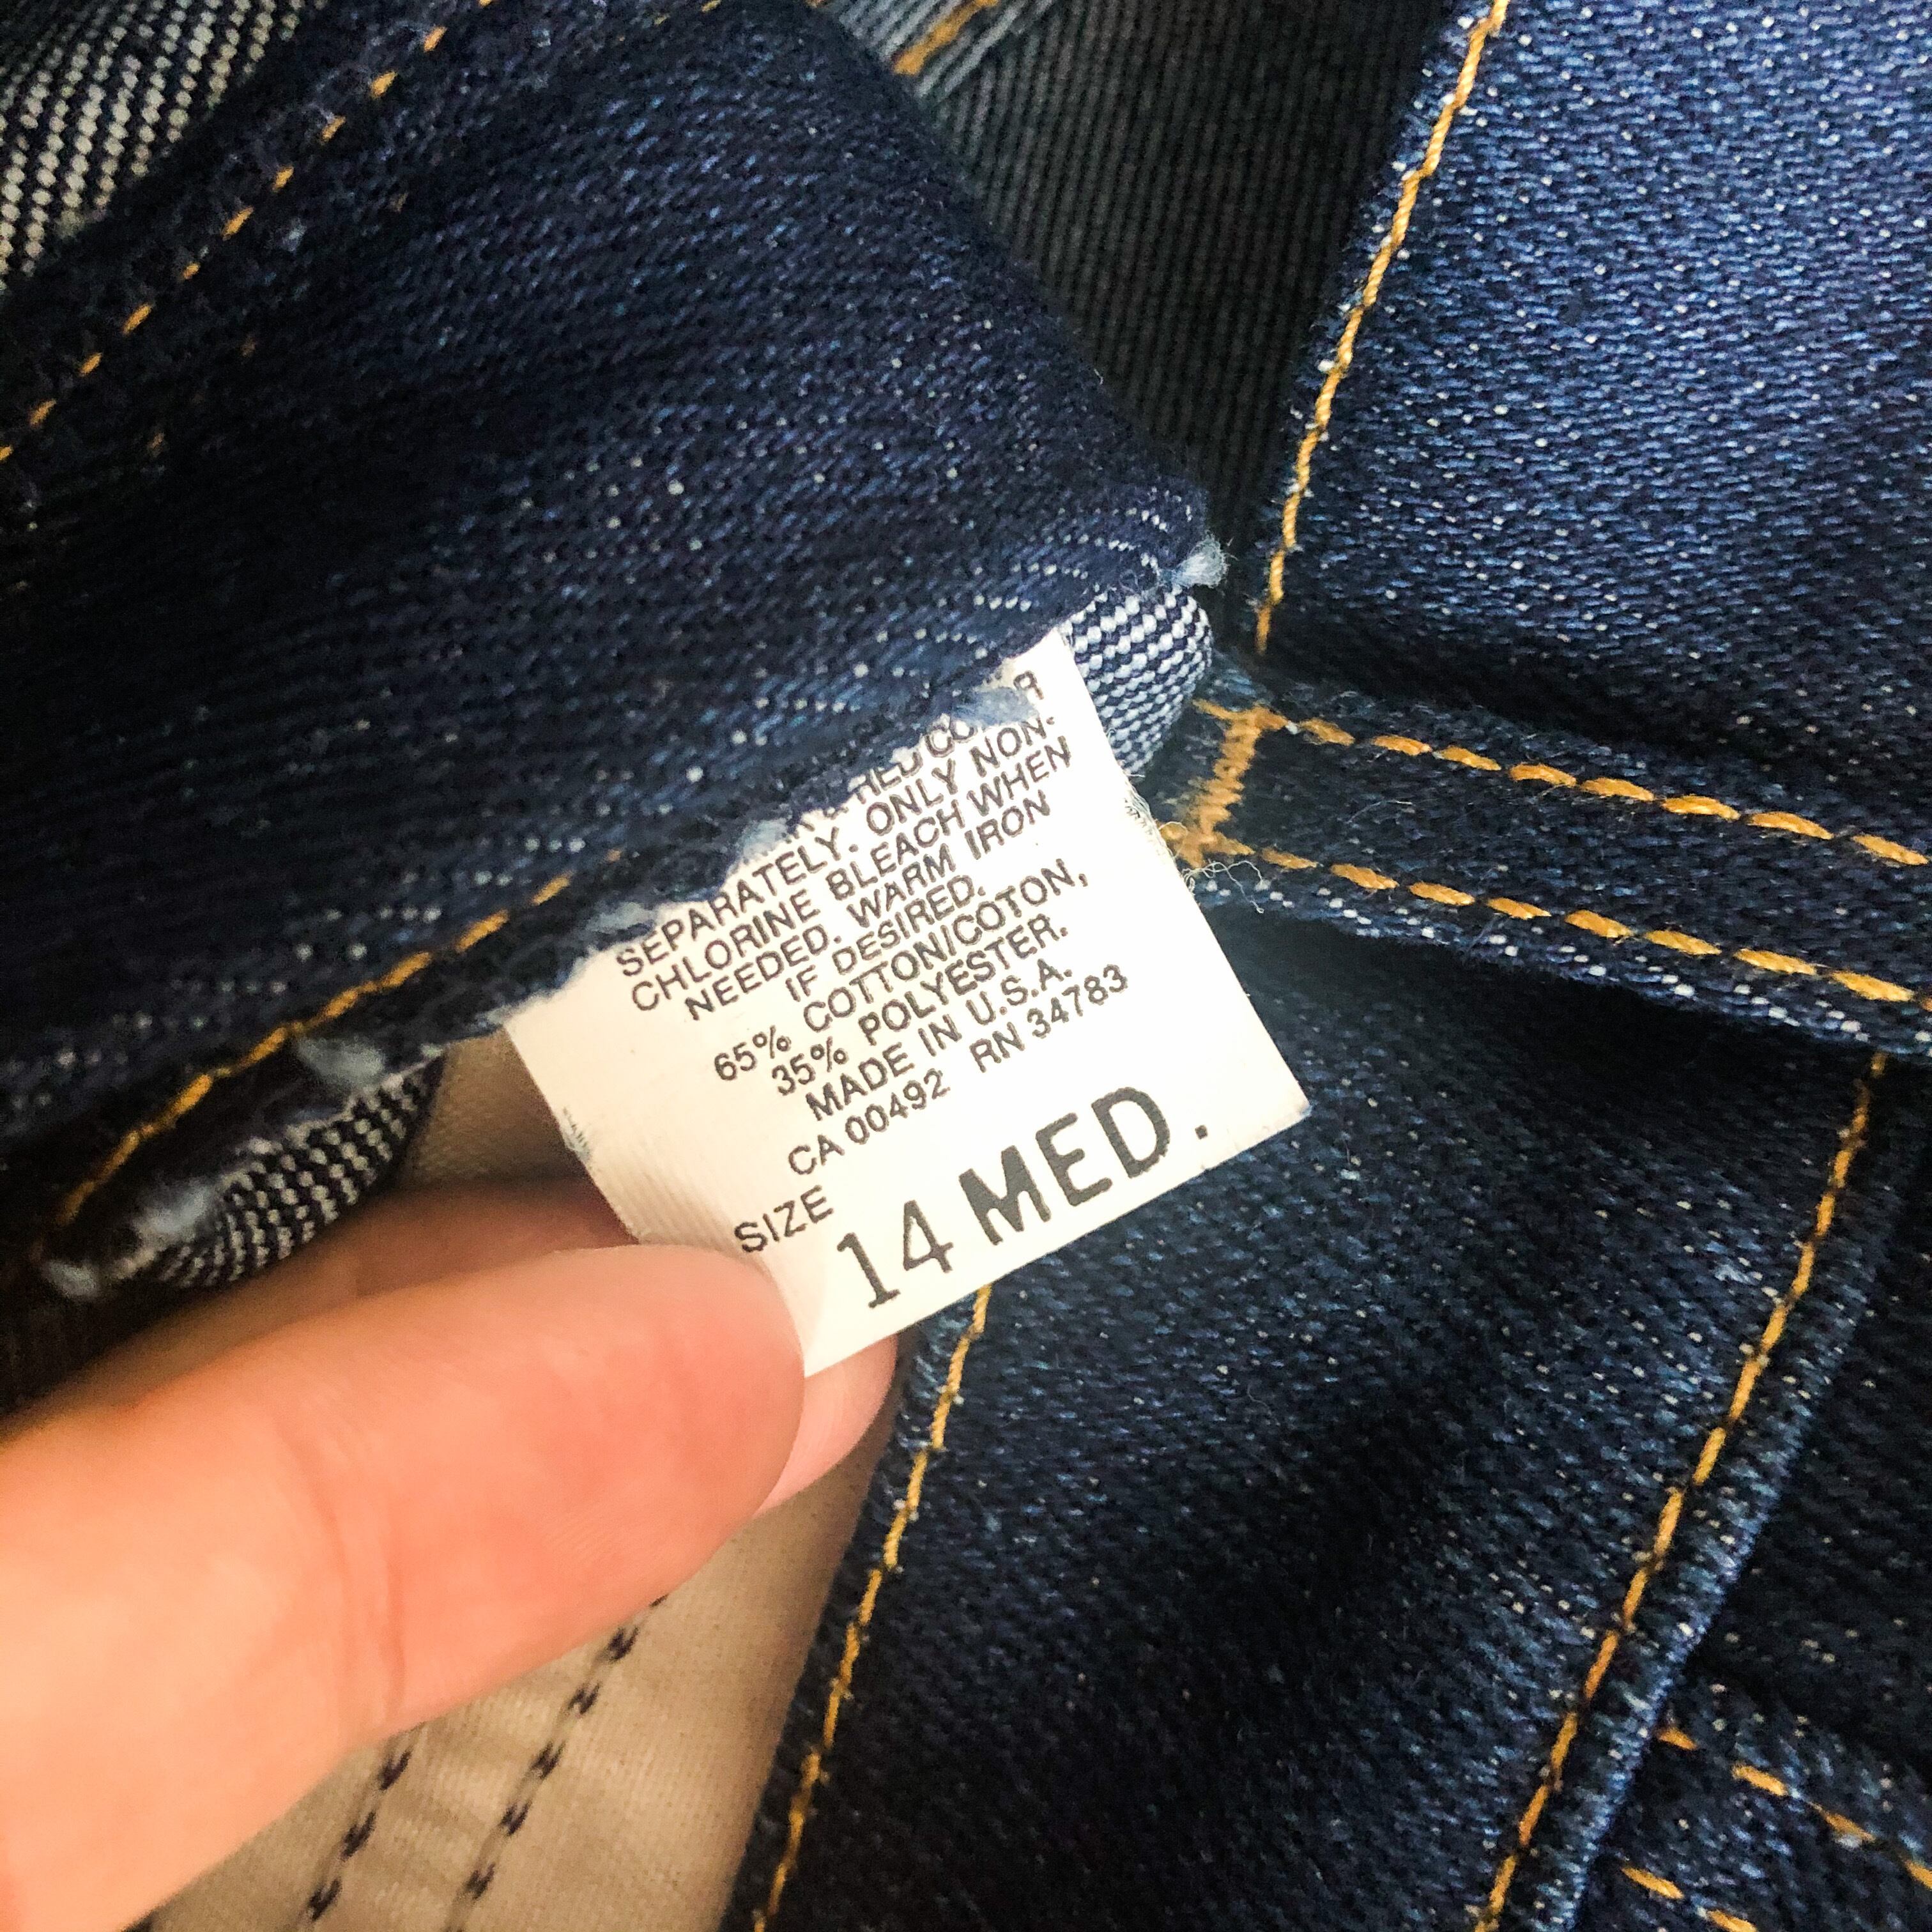 SEPARATELY. ONLY NON-
CHLORINE BLEACH WHEN
NEEDED. WARM IRON
IF DESIRED.
65% COTTON/COTON,
35% POLYESTER.
MADE IN U.S.A.
CA 00492 RN 34783
SIZE 14 MED.